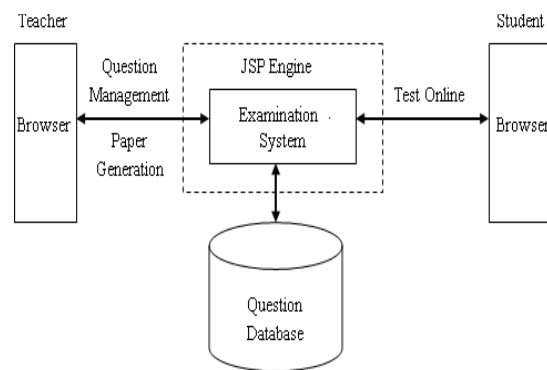 Teacher
Student
Question
Management
JSP Engine
Browser
Examination
System
Test Online
Browser
Paper
Generation
Question
Database